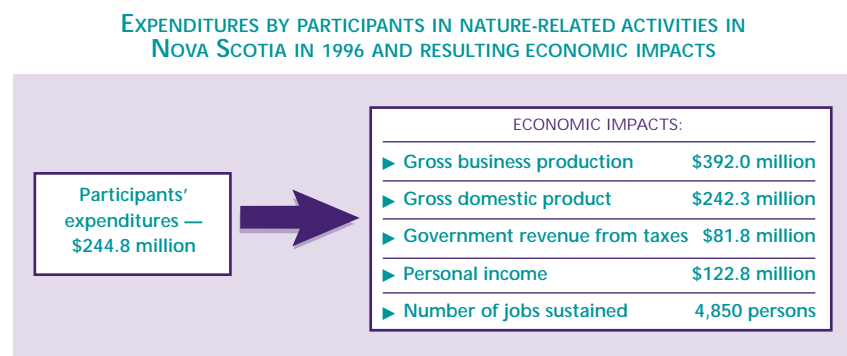 EXPENDITURES BY PARTICIPANTS IN NATURE-RELATED ACTIVITIES IN
NOVA SCOTIA IN 1996 AND RESULTING ECONOMIC IMPACTS
Participants'
expenditures —
$244.8 million
ECONOMIC IMPACTS:
▶ Gross business production $392.0 million
▶ Gross domestic product $242.3 million
▶ Government revenue from taxes $81.8 million
▶ Personal income $122.8 million
▶ Number of jobs sustained 4,850 persons